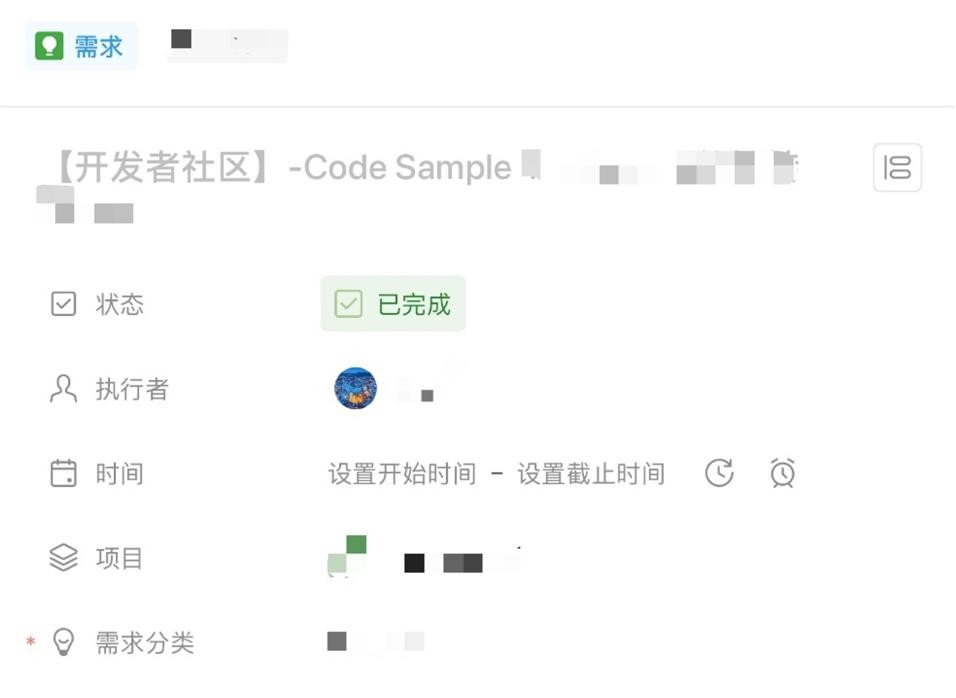 需求
【开发者社区】-Code Sample
状态
已完成
执行者
时间
设置开始时间 - 设置截止时间
项目
* 需求分类